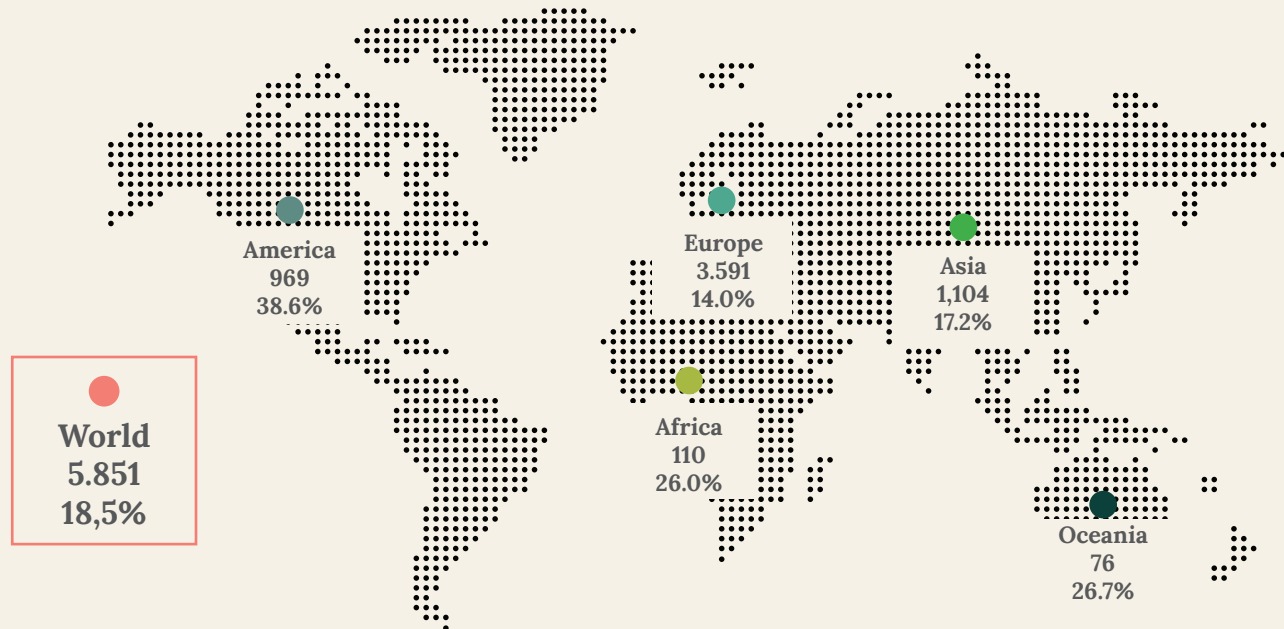 America
969
38.6%
Europe
3.591
14.0%
Asia
1,104
17.2%
World
5.851
18,5%
Africa
110
26.0%
Oceania
76
26.7%